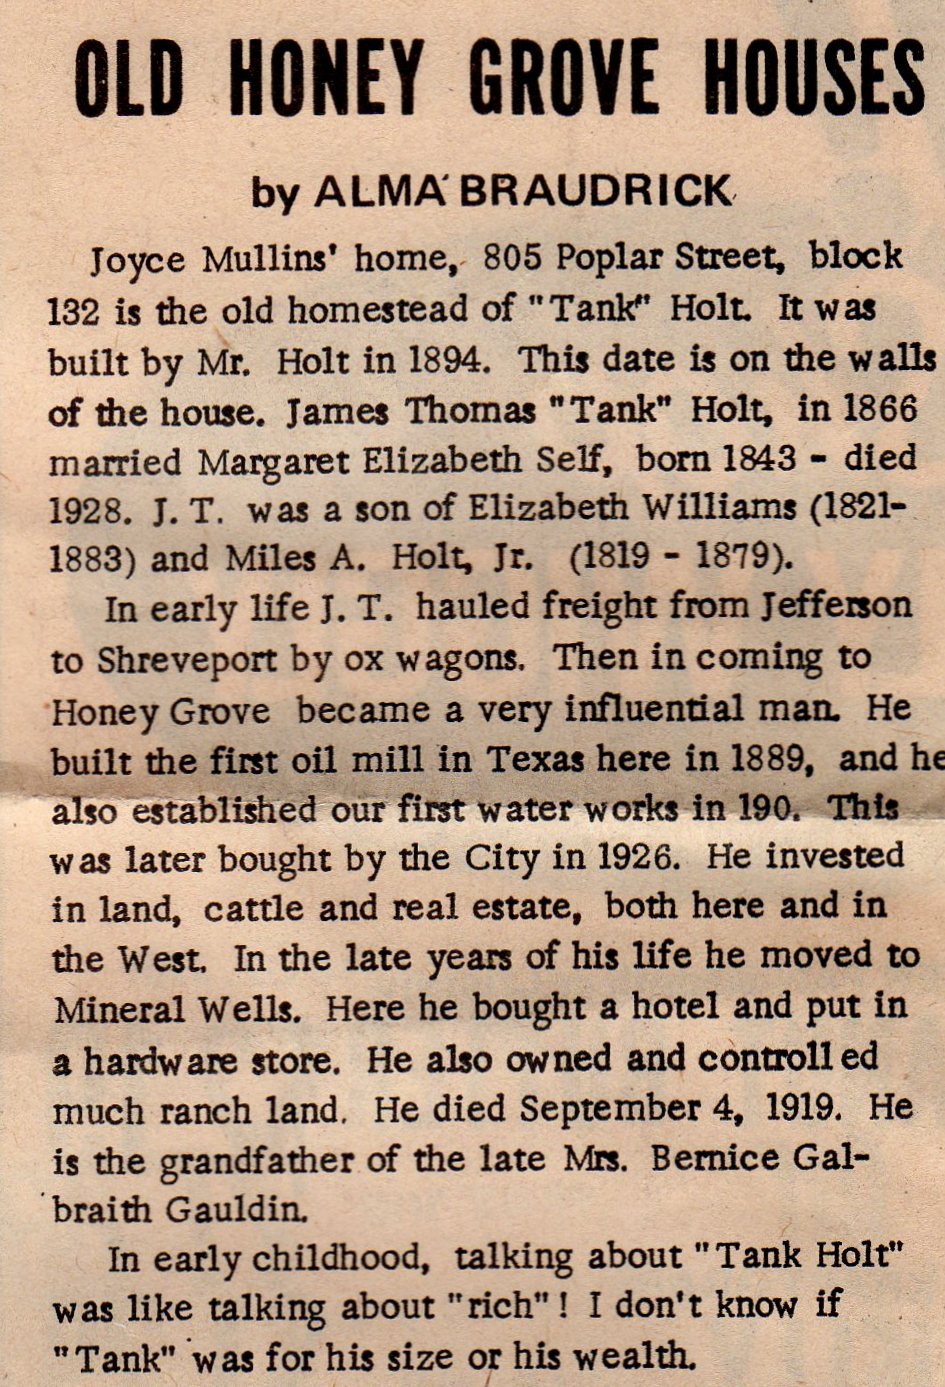 OLD HONEY GROVE HOUSES
by ALMA BRAUDRICK
Joyce Mullins' home, 805 Poplar Street, block
132 is the old homestead of "Tank" Holt. It was
built by Mr. Holt in 1894. This date is on the walls
of the house. James Thomas "Tank" Holt, in 1866
married Margaret Elizabeth Self, born 1843 - died
1928. J. T. was a son of Elizabeth Williams (1821-
1883) and Miles A. Holt, Jr. (1819 - 1879).
In early life J. T. hauled freight from Jefferson
to Shreveport by ox wagons. Then in coming to
Honey Grove became a very influential man. He
built the first oil mill in Texas here in 1889, and he
also established our first water works in 190. This
was later bought by the City in 1926. He invested
in land, cattle and real estate, both here and in
the West. In the late years of his life he moved to
Mineral Wells. Here he bought a hotel and put in
a hardware store. He also owned and controlled
much ranch land. He died September 4, 1919. He
is the grandfather of the late Mrs. Bernice Gal-
braith Gauldin.
In early childhood, talking about "Tank Holt"
was like talking about "rich"! I don't know if
"Tank" was for his size or his wealth.